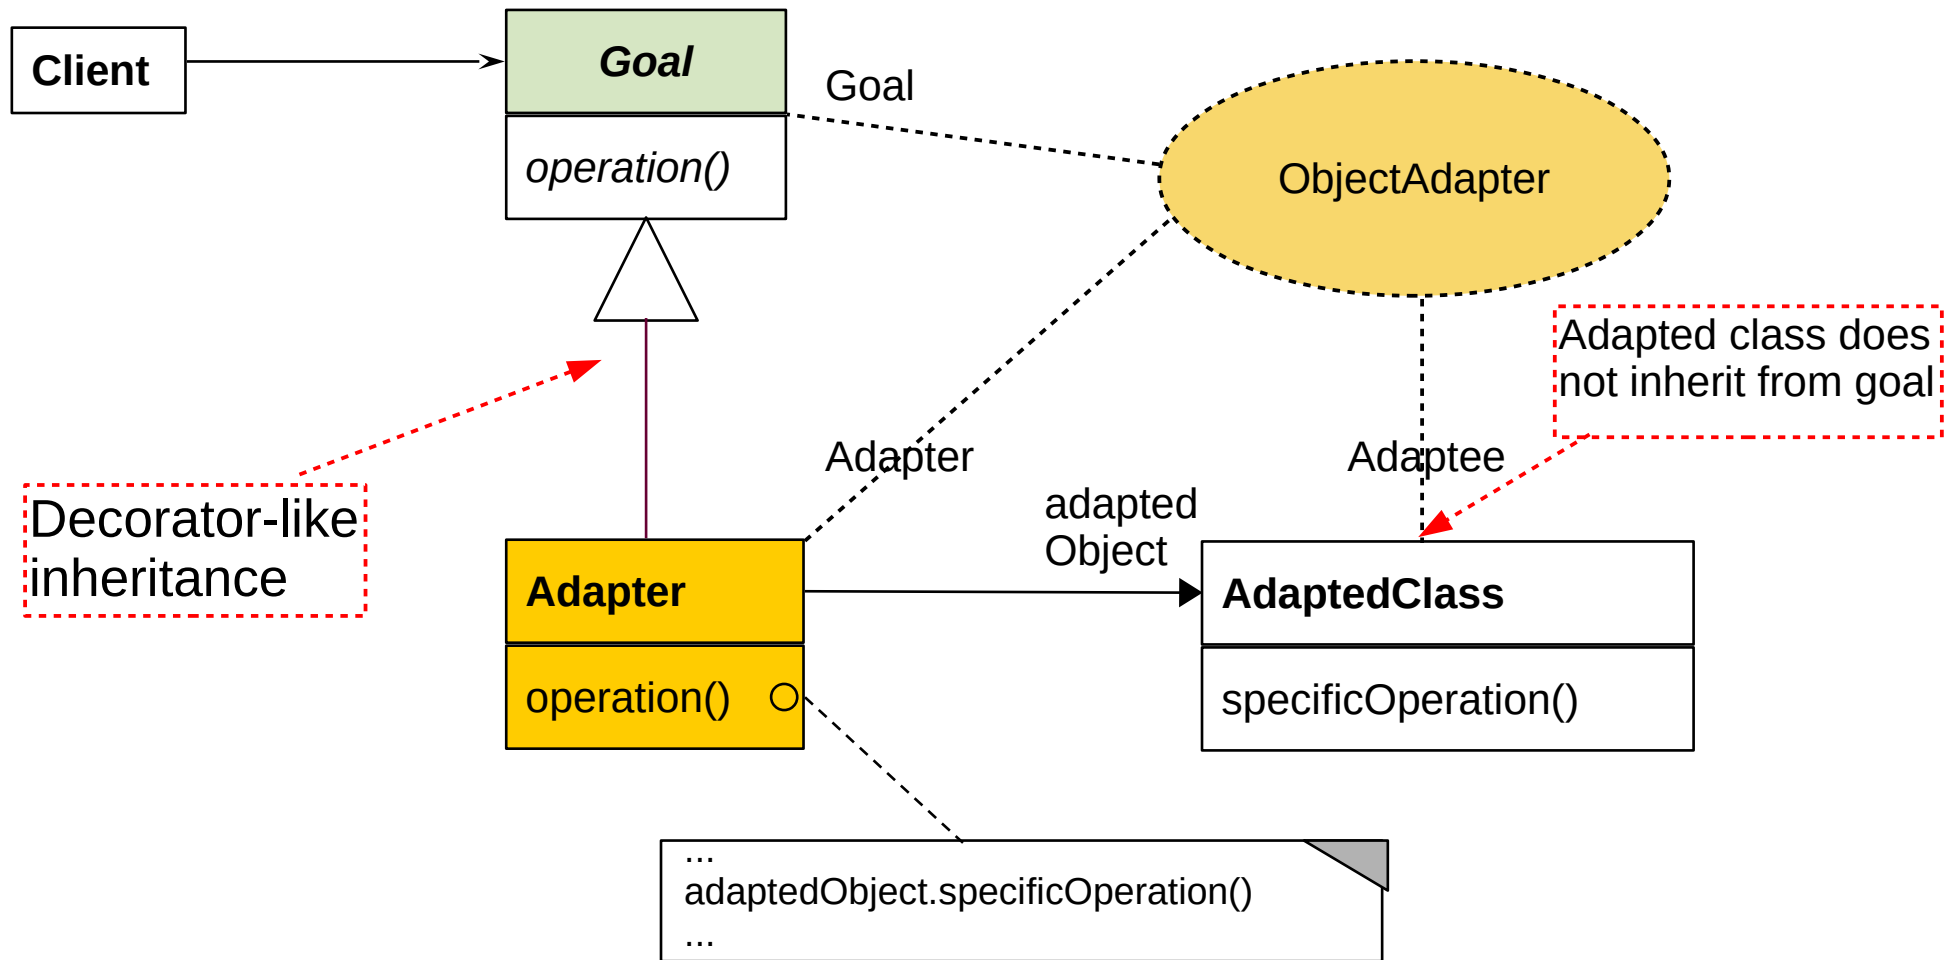 Client
Goal
operation()
Goal
ObjectAdapter
Adapted class does
not inherit from goal
Adapter
Adaptee
Decorator-like
inheritance
adapted
Object
Adapter
operation()
AdaptedClass
specificOperation()
...
adaptedObject.specificOperation()
...